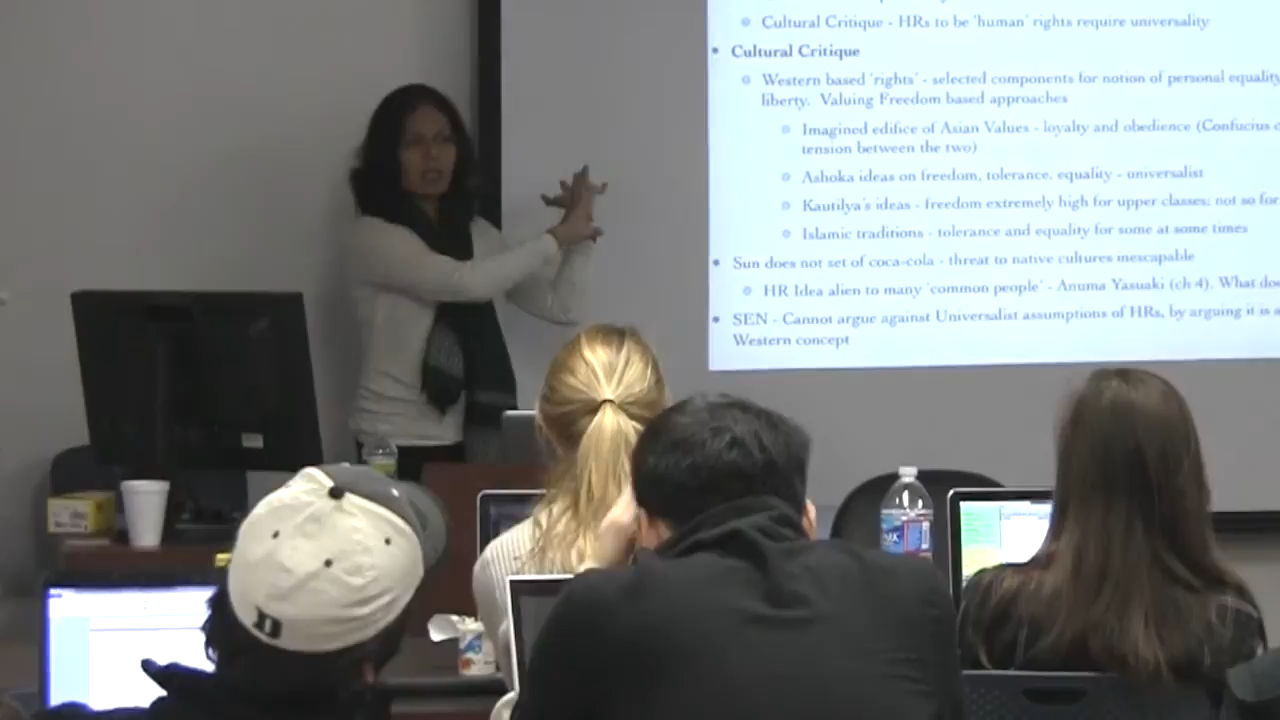 Cultural Critique - HRs to be 'human' rights require universality
Cultural Critique
Western based 'rights' - selected components for notion of personal equality
liberty. Valuing Freedom based approaches
Imagined edifice of Asian Values - loyalty and obedience (Confucius
tension between the two)
Ashoka ideas on freedom, tolerance, equality - universalist
Kautilya's ideas - freedom extremely high for upper classes; not so for
Islamic traditions - tolerance and equality for some at some times
Sun does not set of coca-cola - threat to native cultures inescapable
HR Idea alien to many 'common people' - Anuma Yasuaki (ch 4). What
SEN - Cannot argue against Universalist assumptions of HRs, by arguing it is
Western concept
D